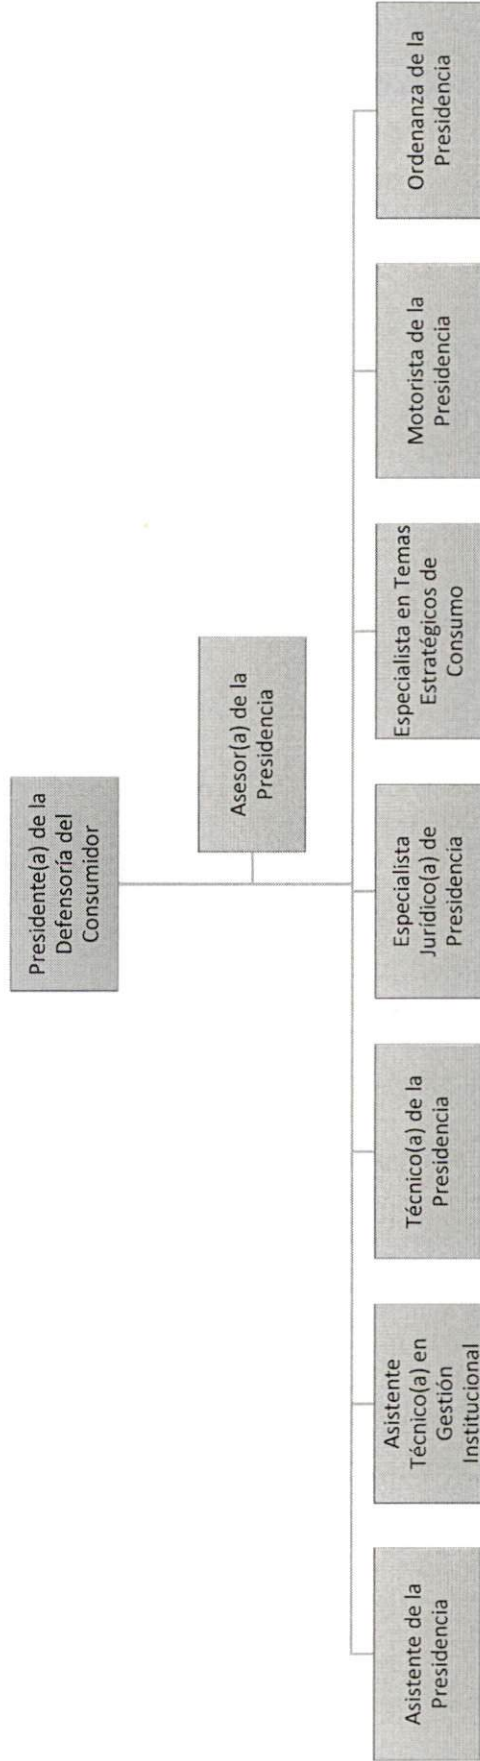 Presidente(a) de la
Defensoría del
Consumidor
Asesor(a) de la
Presidencia
Asistente de la
Presidencia
Asistente
Técnico(a) en
Gestión
Institucional
Técnico(a) de la
Presidencia
Especialista
Jurídico(a) de
Presidencia
Especialista en Temas
Estratégicos de
Consumo
Motorista de la
Presidencia
Ordenanza de la
Presidencia